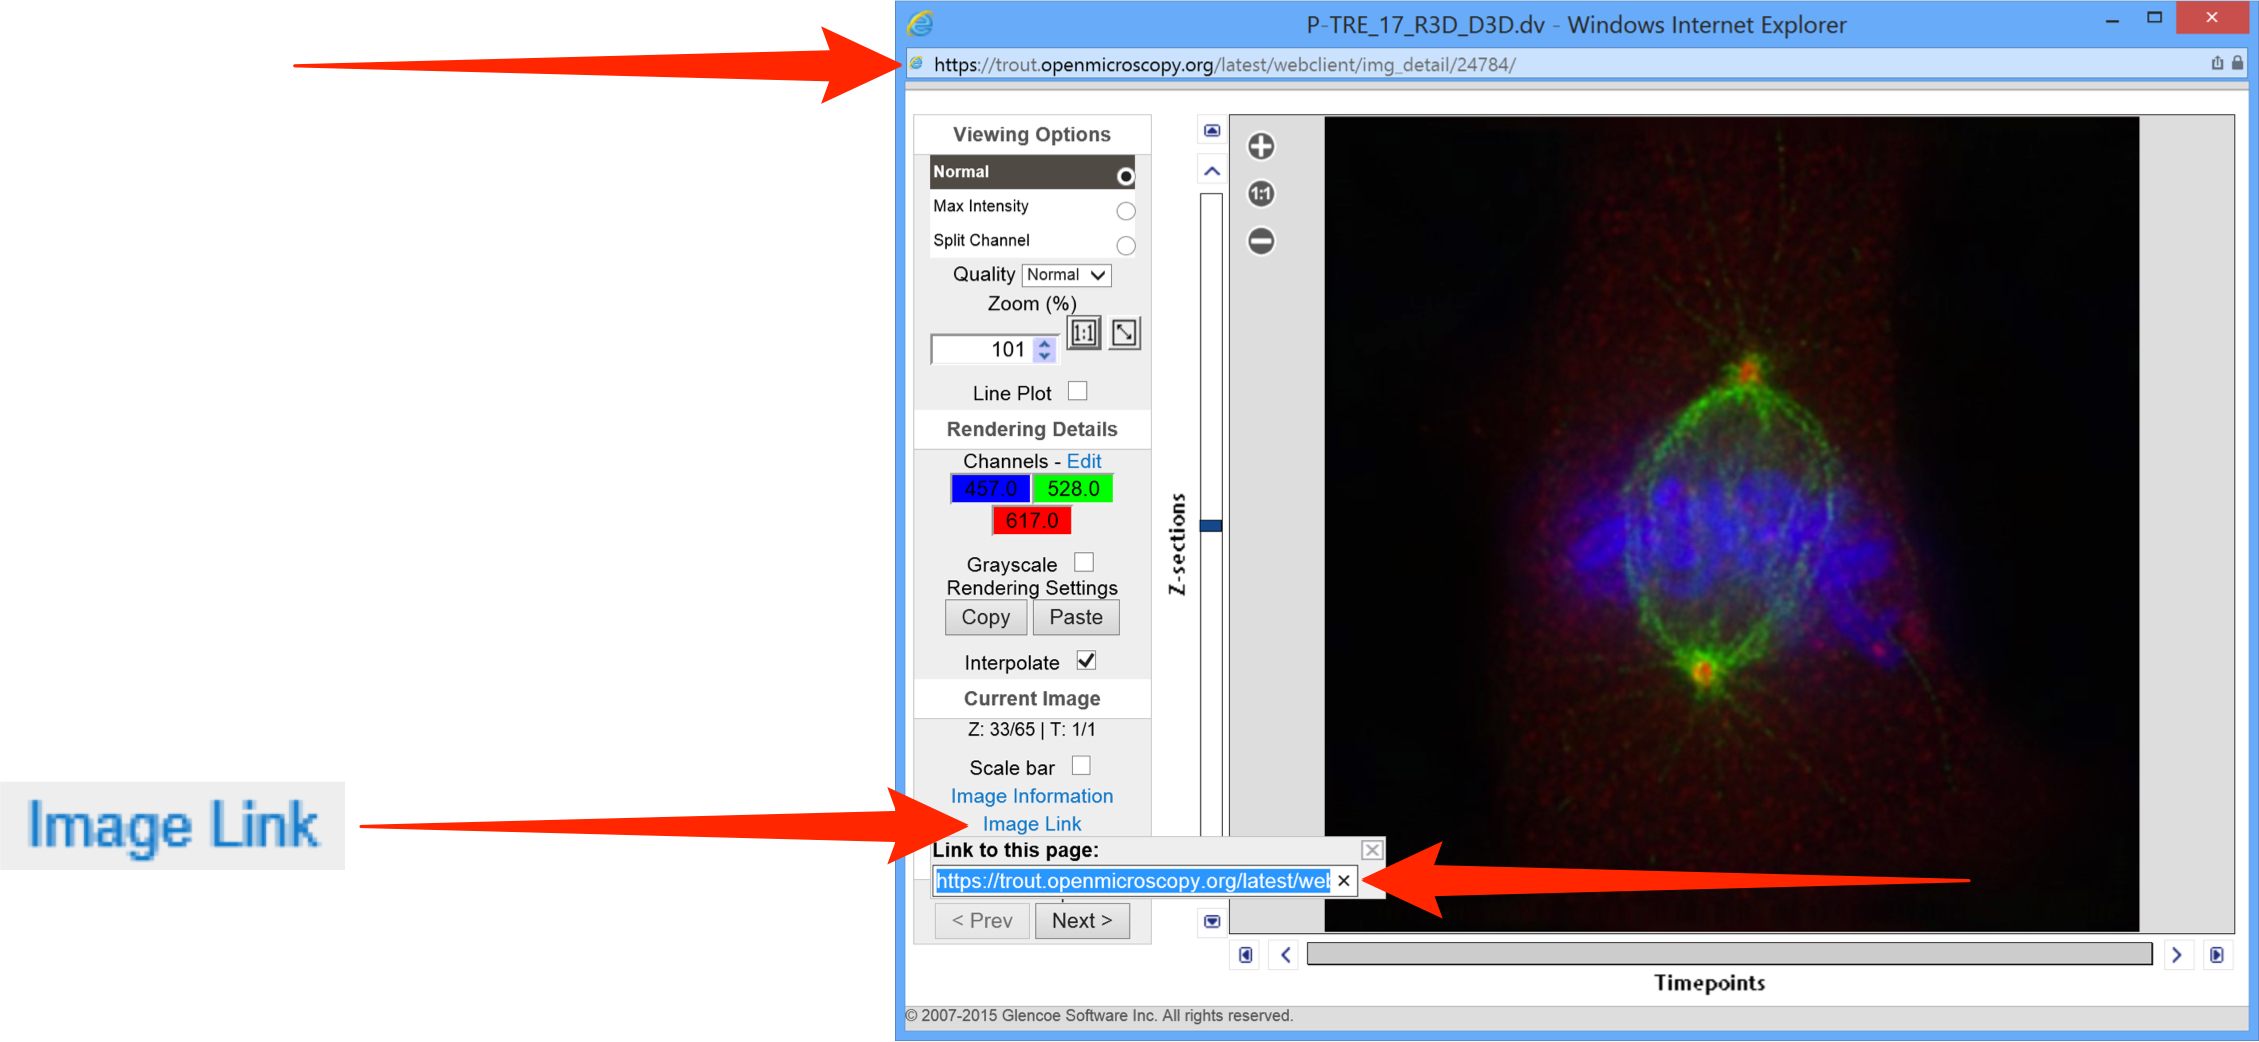 P-TRE_17_R3D_D3D.dv - Windows Internet Explorer
https://trout.openmicroscopy.org/latest/webclient/img_detail/24784/
Viewing Options
Normal
Max Intensity
Split Channel
Quality Normal
Zoom (%)
101 1:1
Line Plot
Rendering Details
Channels - Edit
457.0 528.0
617.0
Grayscale
Rendering Settings
Copy Paste
Interpolate
Current Image
Z: 33/65 | T: 1/1
Scale bar
Image Information
Image Link
Link to this page:
https://trout.openmicroscopy.org/latest/web
< Prev Next >
Z-sections
1:1
Timepoints
© 2007-2015 Glencoe Software Inc. All rights reserved.
Image Link